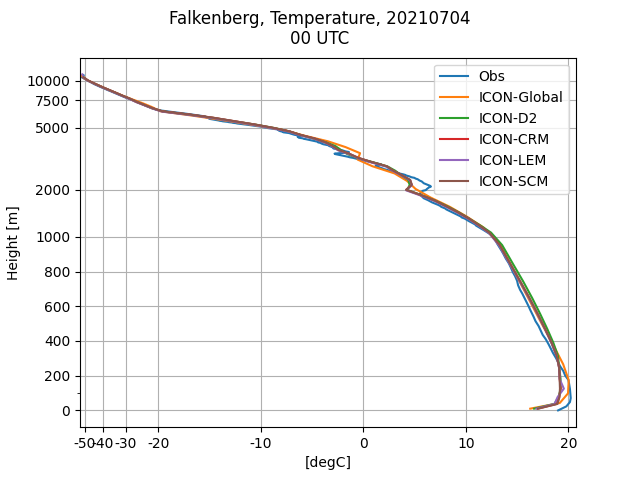 Falkenberg, Temperature, 20210704
00 UTC
Obs
ICON-Global
ICON-D2
ICON-CRM
ICON-LEM
ICON-SCM
10000
7500
5000
2000
1000
800
600
400
200
0
Height [m]
-50 -40 -30 -20 -10 0 10 20
[degC]